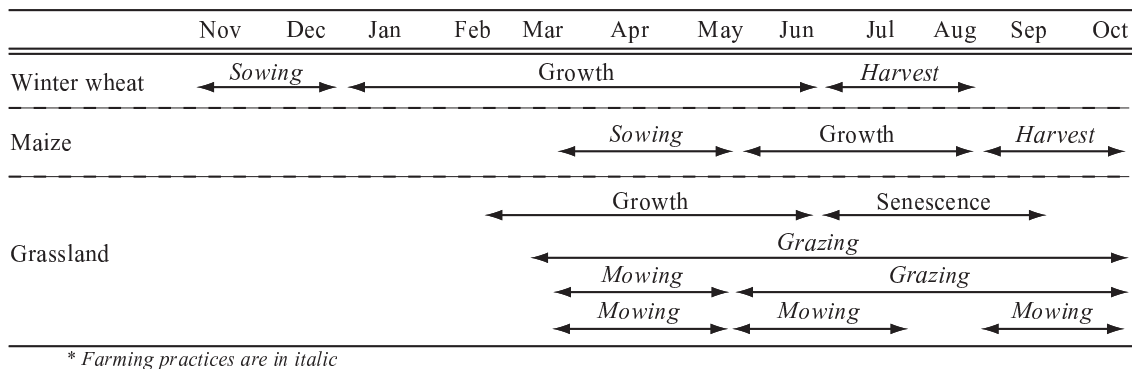 Nov Dec Jan Feb Mar Apr May Jun Jul Aug Sep Oct
Winter wheat Sowing Growth Harvest
Maize Sowing Growth Harvest
Growth Senescence
Grassland
Grazing
Mowing Grazing
Mowing Mowing Mowing
* Farming practices are in italic